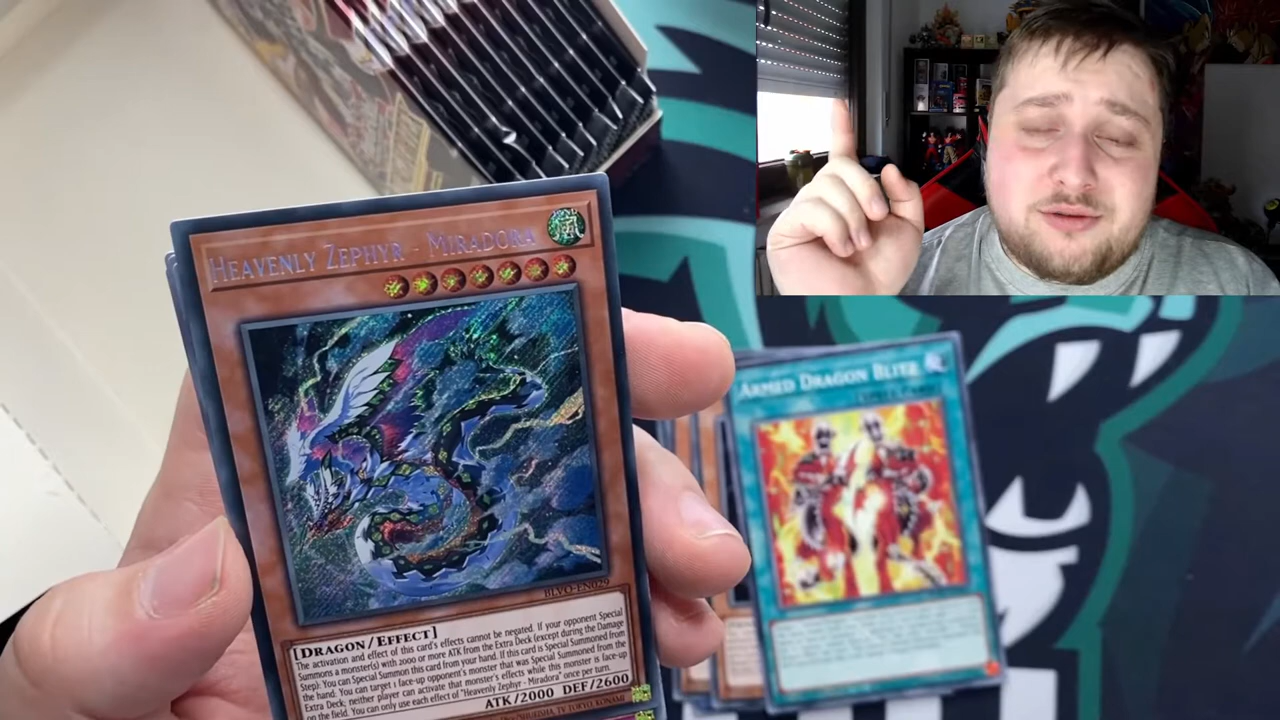 HEAVENLY ZEPHYR - MIRADORA
BLVO-EN029
[DRAGON/EFFECT]
The activation and effect of this card's effects cannot be negated. If your opponent Special
Summons a monster(s) with 2000 or more ATK from the Extra Deck (except during the Damage
Step): You can Special Summon this card from your hand. If this card is Special Summoned from
the hand: You can target 1 face-up opponent's monster that was Special Summoned from the
Extra Deck; neither player can activate that monster's effects while this monster is face-up
on the field. You can only use each effect of "Heavenly Zephyr - Miradora" once per turn.
ATK/2000 DEF/2600
ARMED DRAGON BLITZ